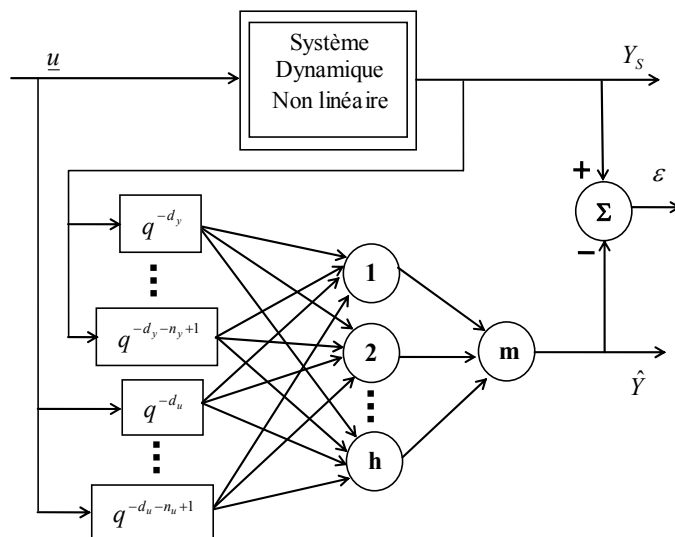 Système
Dynamique
Non linéaire
u
Y_S
+
ε
Σ
-
q^{-d_y}
1
q^{-d_y-n_y+1}
2
m
Ŷ
q^{-d_u}
h
q^{-d_u-n_u+1}